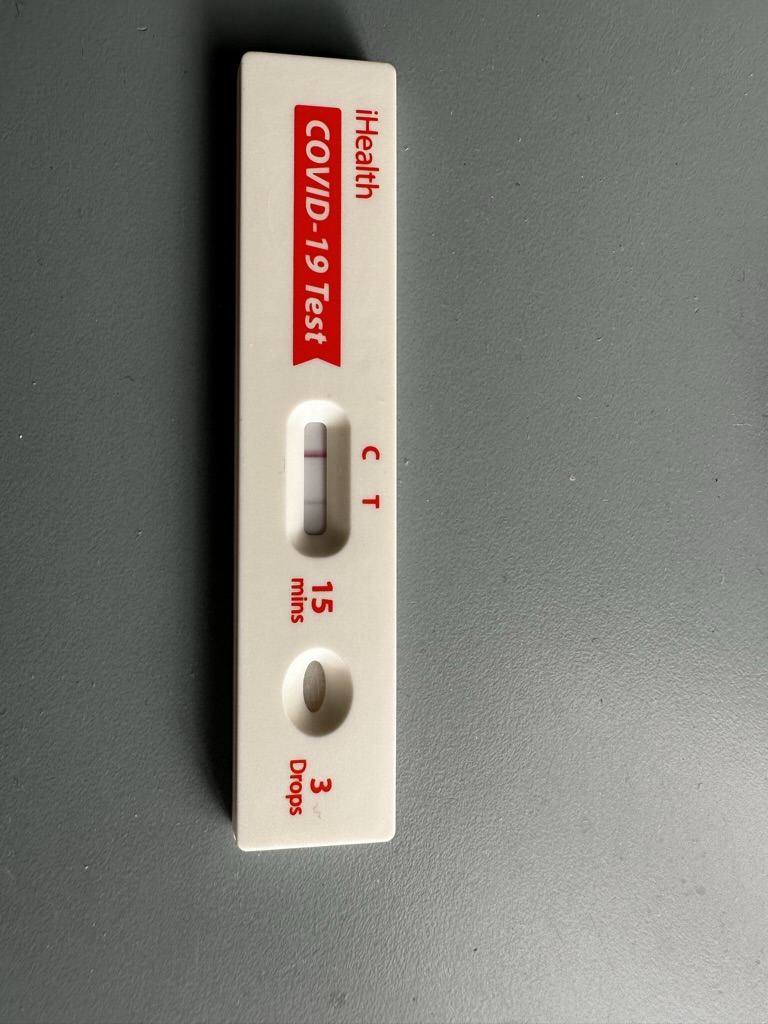 iHealth
COVID-19 Test
C T
15
mins
3
Drops